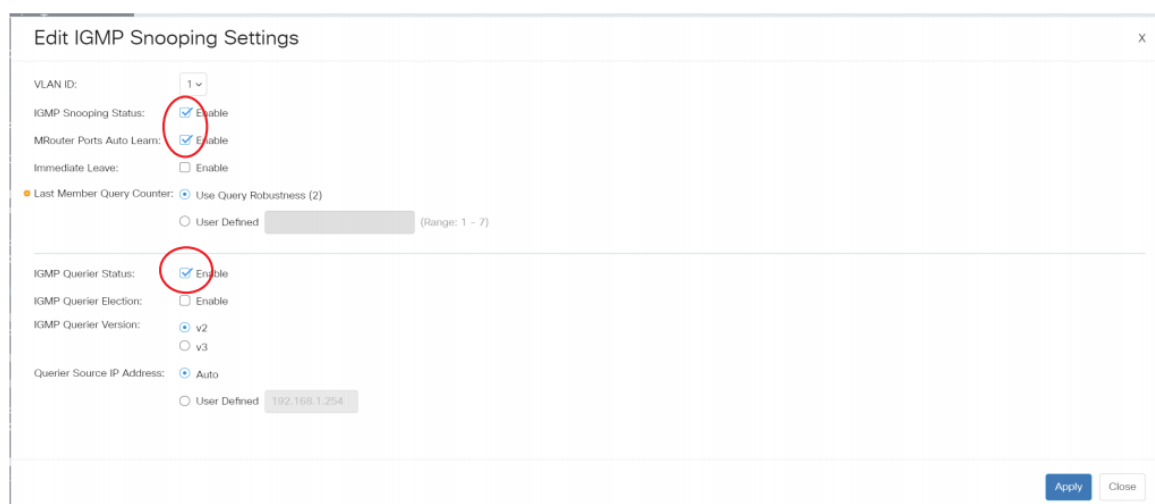 Edit IGMP Snooping Settings
X
VLAN ID: 1
IGMP Snooping Status: Enable
MRouter Ports Auto Learn: Enable
Immediate Leave: Enable
Last Member Query Counter: Use Query Robustness (2)
User Defined (Range: 1 - 7)
IGMP Querier Status: Enable
IGMP Querier Election: Enable
IGMP Querier Version: v2
v3
Querier Source IP Address: Auto
User Defined 192.168.1.254
Apply Close